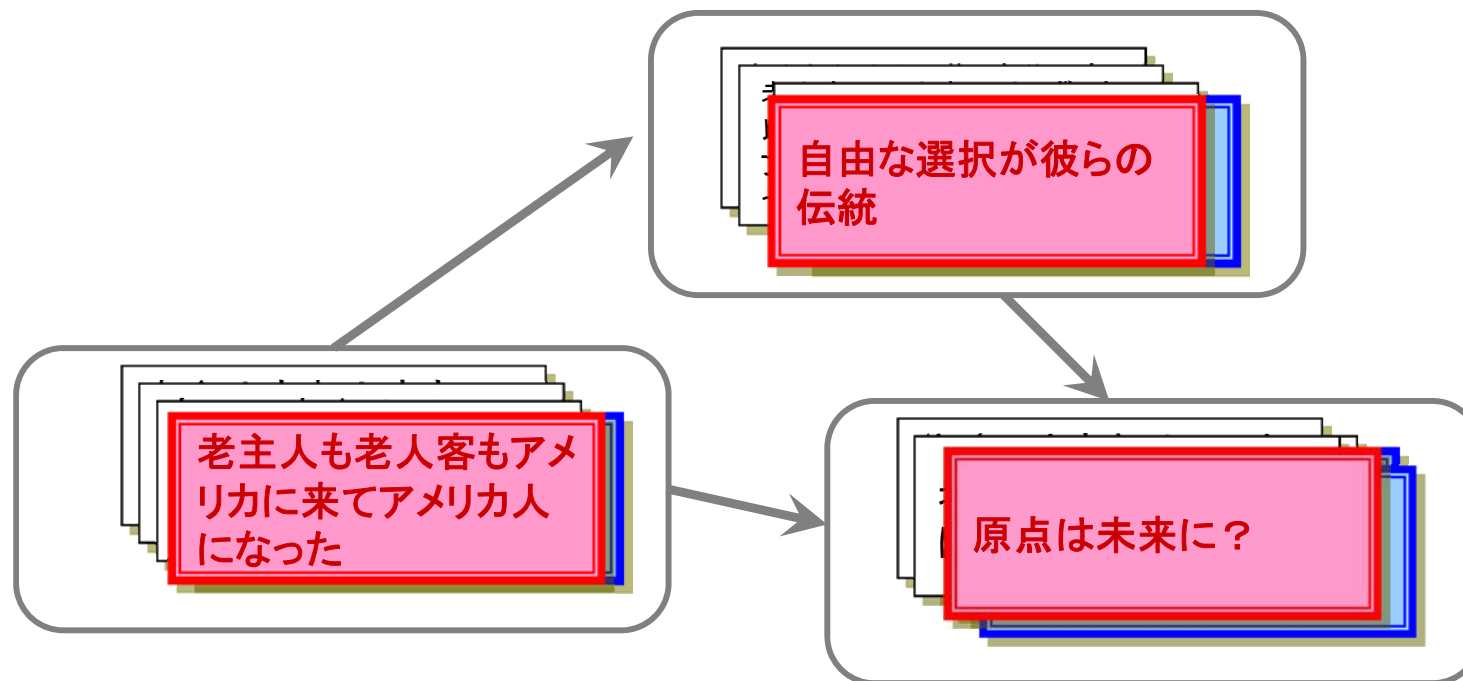 自由な選択が彼らの
伝統
老主人も老人客もアメ
リカに来てアメリカ人
になった
原点は未来に？